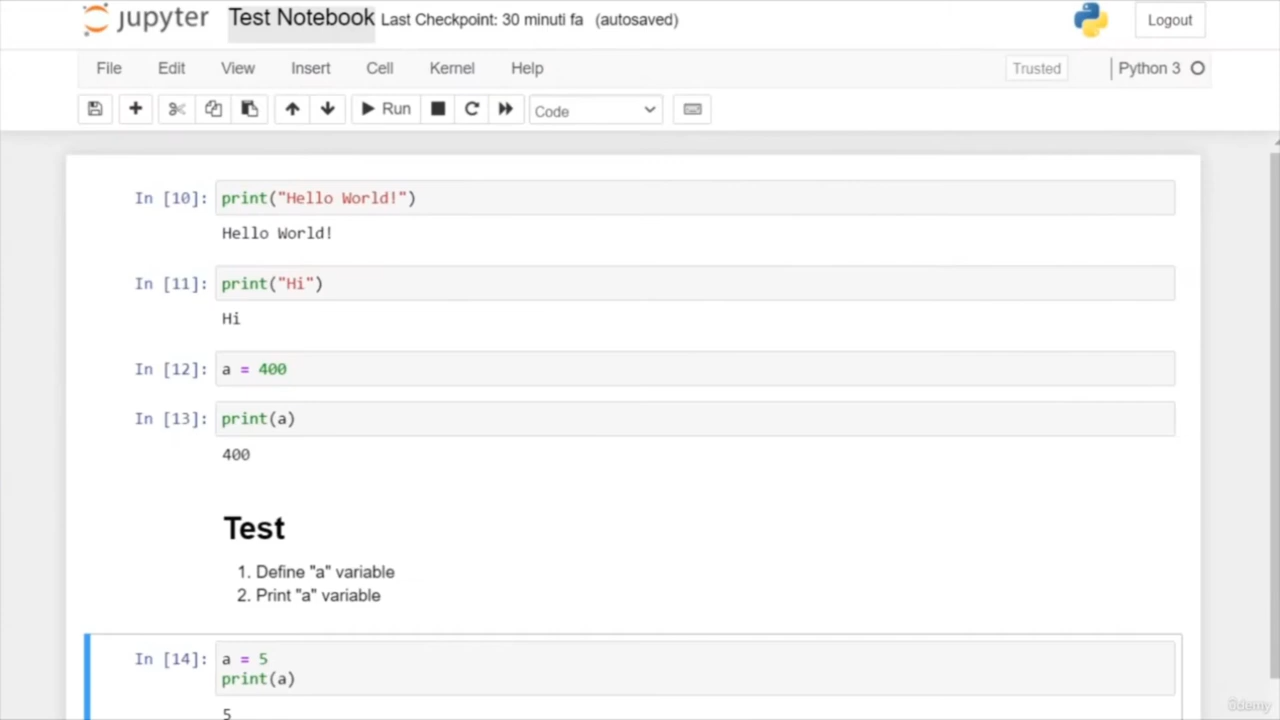 jupyter Test Notebook Last Checkpoint: 30 minuti fa (autosaved) Logout
File Edit View Insert Cell Kernel Help Trusted Python 3
Run Code
In [10]: print("Hello World!")
Hello World!
In [11]: print("Hi")
Hi
In [12]: a = 400
In [13]: print(a)
400
Test
1. Define "a" variable
2. Print "a" variable
In [14]: a = 5
print(a)
5
ûdemy